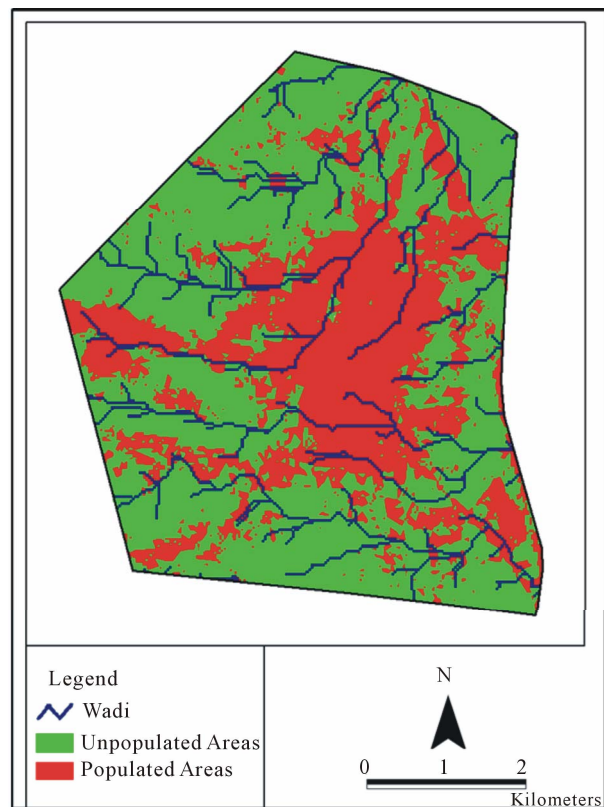 Legend
Wadi
Unpopulated Areas
Populated Areas
N
0 1 2
Kilometers